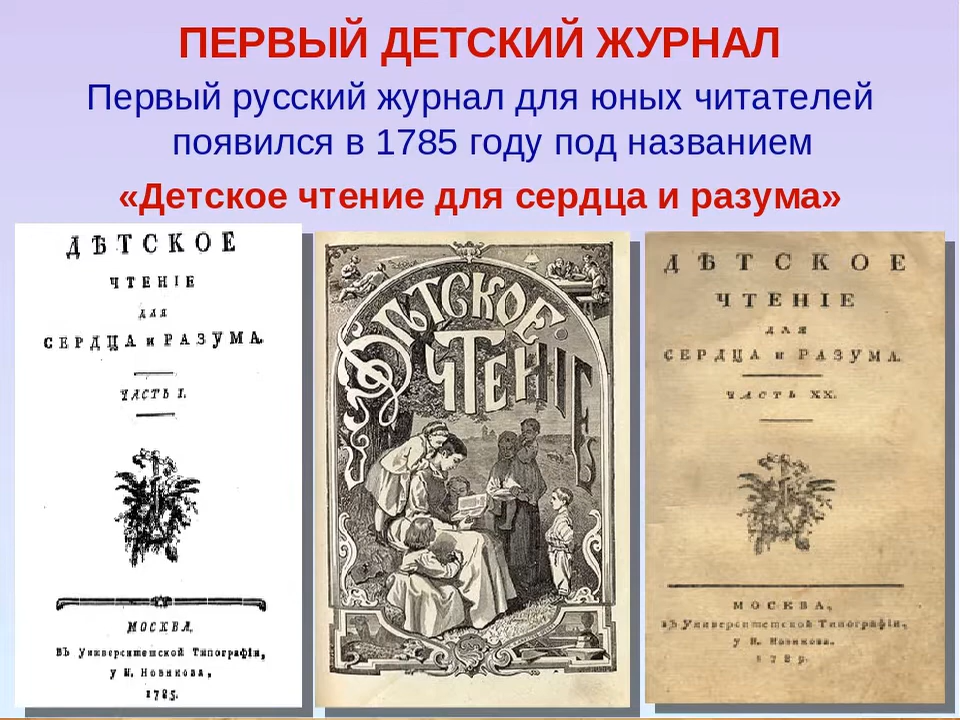 ПЕРВЫЙ ДЕТСКИЙ ЖУРНАЛ
Первый русский журнал для юных читателей
появился в 1785 году под названием
«Детское чтение для сердца и разума»
ДѢТСКОЕ
ЧТЕНІЕ
ДЛЯ
СЕРДЦА и РАЗУМА.
ЧАСТЬ I.
МОСКВА,
въ Университетской Типографіи,
у Н. Новикова,
1785.
ДѢТСКОЕ
ЧТЕНІЕ
ДѢТСКОЕ
ЧТЕНІЕ
ДЛЯ
СЕРДЦА и РАЗУМА.
ЧАСТЬ XX.
МОСКВА,
въ Университетской Типографіи,
у Н. Новикова.
1789.